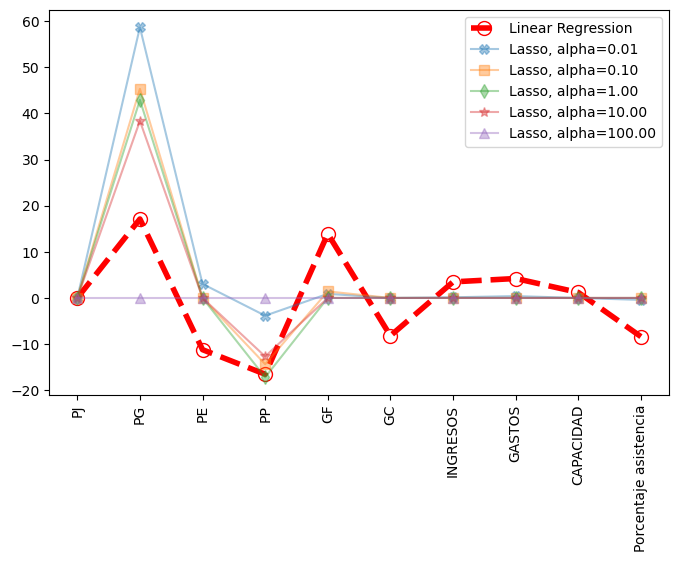 60
50
40
30
20
10
0
−10
−20
Linear Regression
Lasso, alpha=0.01
Lasso, alpha=0.10
Lasso, alpha=1.00
Lasso, alpha=10.00
Lasso, alpha=100.00
PJ
PG
PE
PP
GF
GC
INGRESOS
GASTOS
CAPACIDAD
Porcentaje asistencia